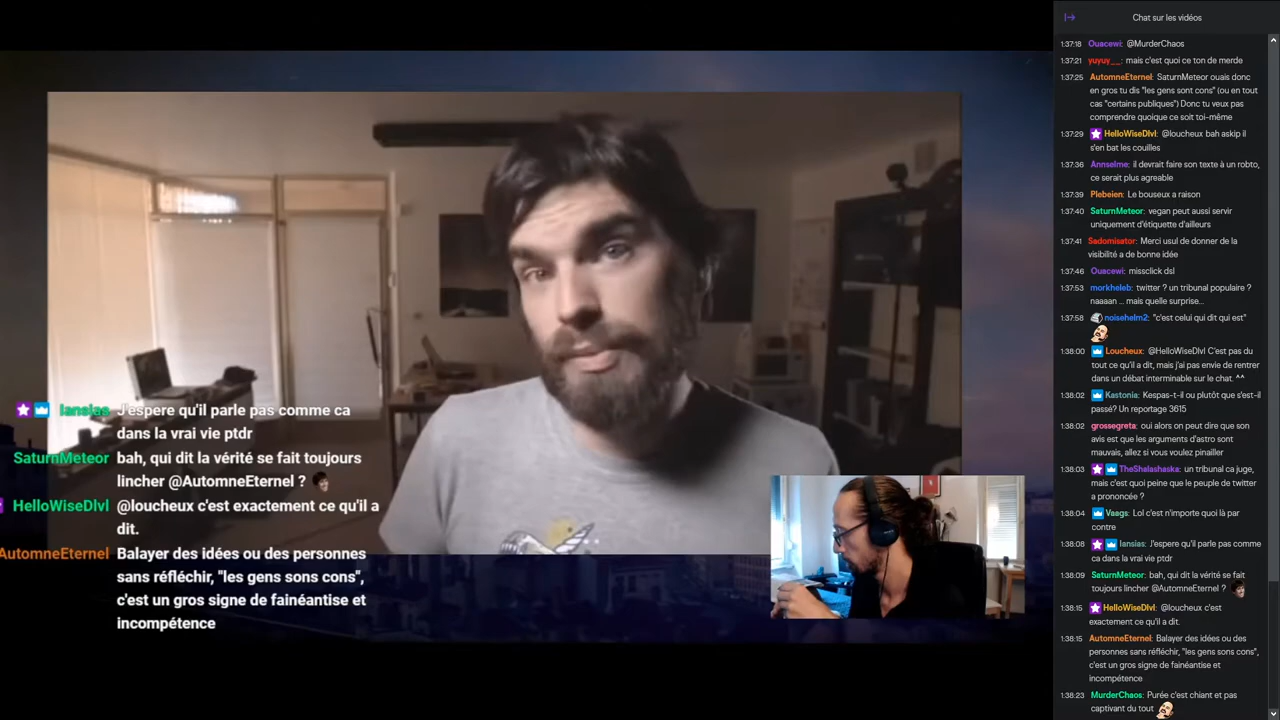 J'espere qu'il parle pas comme ca
Iansias
dans la vrai vie ptdr
SaturnMeteor bah, qui dit la vérité se fait toujours
lincher @AutomneEternel ?
HelloWiseDlvl @loucheux c'est exactement ce qu'il a
dit.
AutomneEternel Balayer des idées ou des personnes
sans réfléchir, "les gens sons cons",
c'est un gros signe de fainéantise et
incompétence
Chat sur les vidéos
1:37:18 Ouacewi: @MurderChaos
1:37:21 yuyuy__: mais c'est quoi ce ton de merde
1:37:25 AutomneEternel: SaturnMeteor ouais donc
en gros tu dis "les gens sont cons" (ou en tout
cas "certains publiques") Donc tu veux pas
comprendre quoique ce soit toi-même
1:37:29 HelloWiseDlvl: @loucheux bah askip il
s'en bat les couilles
1:37:36 Annselme: il devrait faire son texte à un robto,
ce serait plus agreable
1:37:39 Plebeien: Le bouseux a raison
1:37:40 SaturnMeteor: vegan peut aussi servir
uniquement d'étiquette d'ailleurs
1:37:41 Sadomisator: Merci usul de donner de la
visibilité a de bonne idée
1:37:46 Ouacewi: missclick dsl
1:37:53 morkheleb: twitter ? un tribunal populaire ?
naaaan ... mais quelle surprise...
1:37:58 noisehelm2: "c'est celui qui dit qui est"
1:38:00 Loucheux: @HelloWiseDlvl C'est pas du
tout ce qu'il a dit, mais j'ai pas envie de rentrer
dans un débat interminable sur le chat. ^^
1:38:02 Kastonia: Kespas-t-il ou plutôt que s'est-il
passé? Un reportage 3615
1:38:02 grossegreta: oui alors on peut dire que son
avis est que les arguments d'astro sont
mauvais, allez si vous voulez pinailler
1:38:03 TheShalashaska: un tribunal ca juge,
mais c'est quoi peine que le peuple de twitter
a prononcée ?
1:38:04 Vaags: Lol c'est n'importe quoi là par
contre
1:38:08 Iansias: J'espere qu'il parle pas comme
ca dans la vrai vie ptdr
1:38:09 SaturnMeteor: bah, qui dit la vérité se fait
toujours lincher @AutomneEternel ?
1:38:15 HelloWiseDlvl: @loucheux c'est
exactement ce qu'il a dit.
1:38:15 AutomneEternel: Balayer des idées ou des
personnes sans réfléchir, "les gens sons cons",
c'est un gros signe de fainéantise et
incompétence
1:38:23 MurderChaos: Purée c'est chiant et pas
captivant du tout